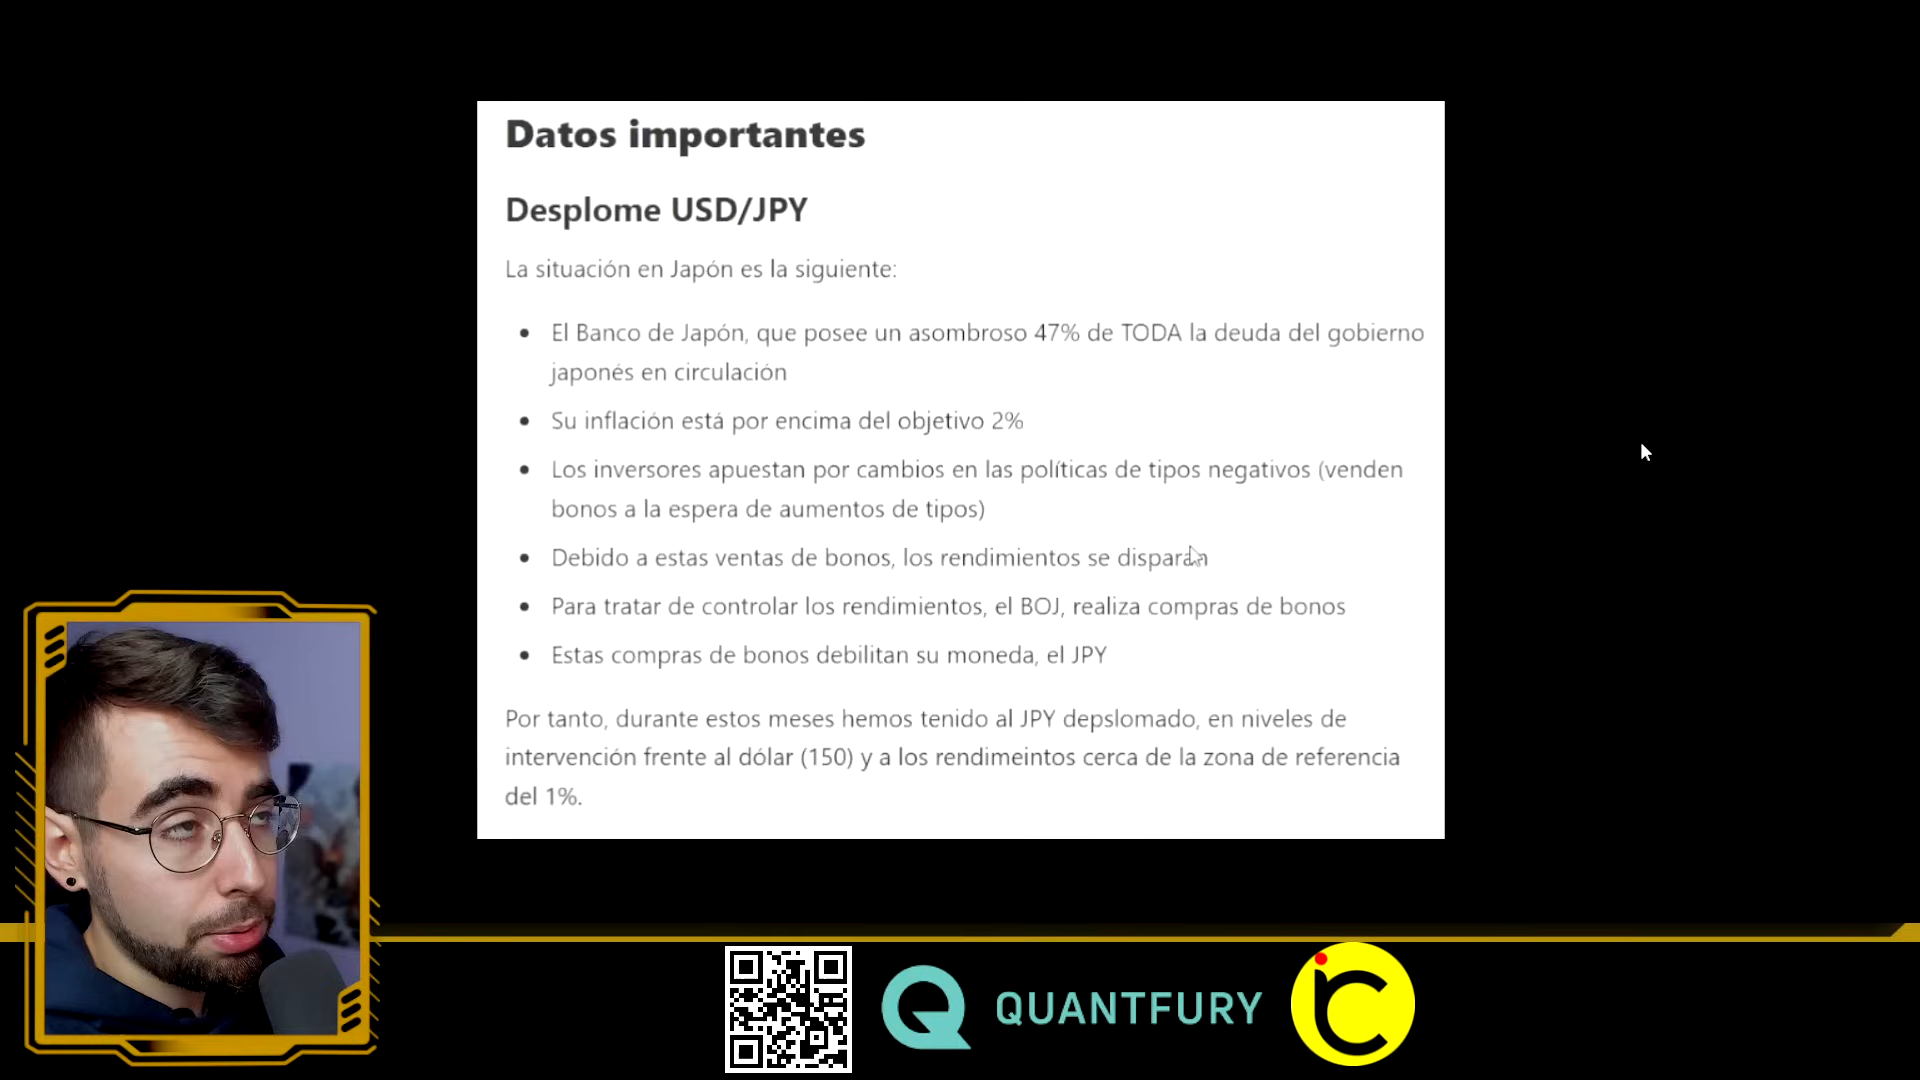 Datos importantes
Desplome USD/JPY
La situación en Japón es la siguiente:
• El Banco de Japón, que posee un asombroso 47% de TODA la deuda del gobierno
japonés en circulación
• Su inflación está por encima del objetivo 2%
• Los inversores apuestan por cambios en las políticas de tipos negativos (venden
bonos a la espera de aumentos de tipos)
• Debido a estas ventas de bonos, los rendimientos se disparan
• Para tratar de controlar los rendimientos, el BOJ, realiza compras de bonos
• Estas compras de bonos debilitan su moneda, el JPY
Por tanto, durante estos meses hemos tenido al JPY depslomado, en niveles de
intervención frente al dólar (150) y a los rendimeintos cerca de la zona de referencia
del 1%.
QUANTFURY